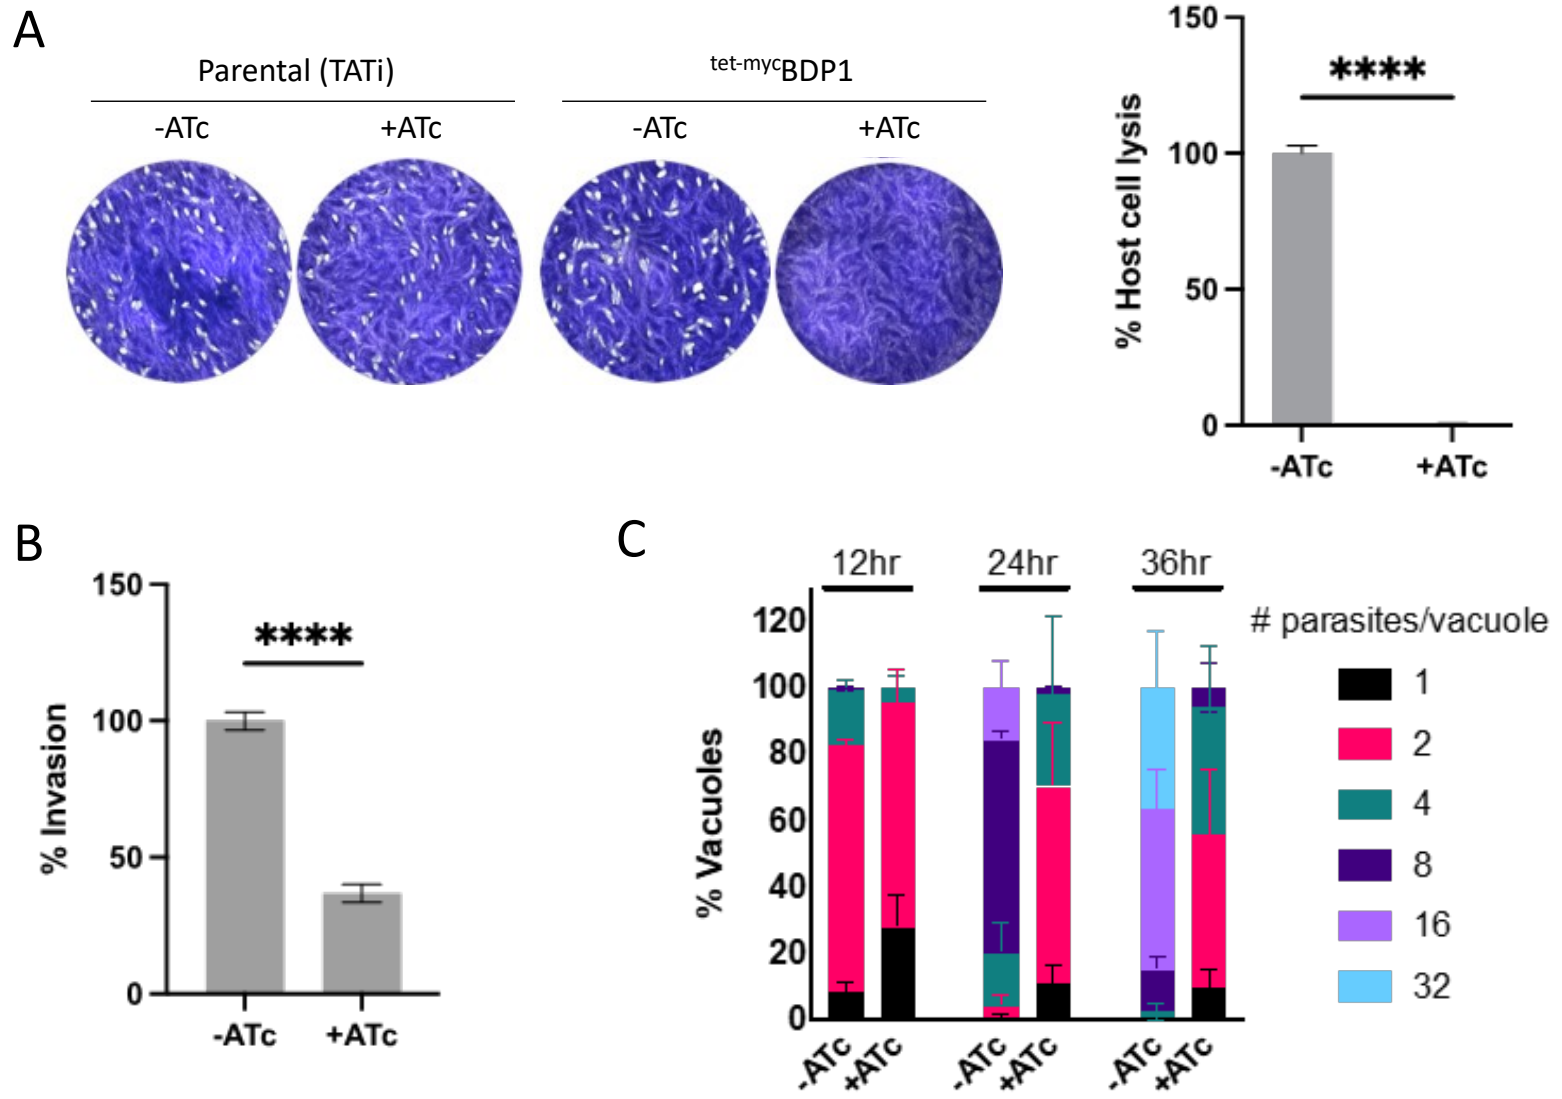 A
Parental (TATi)
tet-mycBDP1
-ATc
+ATc
-ATc
+ATc
150
100
50
0
% Host cell lysis
****
-ATc
+ATc
B
150
100
50
0
% Invasion
****
-ATc
+ATc
C
12hr
24hr
36hr
120
100
80
60
40
20
0
% Vacuoles
-ATc
+ATc
-ATc
+ATc
-ATc
+ATc
# parasites/vacuole
1
2
4
8
16
32